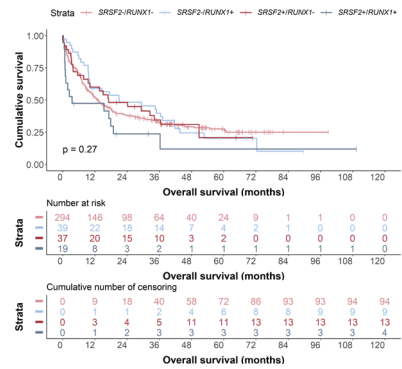 Strata SRSF2-/RUNX1- SRSF2-/RUNX1+ SRSF2+/RUNX1- SRSF2+/RUNX1+
Cumulative survival
1.00
0.75
0.50
0.25
0.00
p = 0.27
0 12 24 36 48 60 72 84 96 108 120
Overall survival (months)
Number at risk
Strata
294 146 98 64 40 24 9 1 1 0 0
39 22 18 14 7 4 2 1 0 0 0
37 20 15 10 3 2 0 0 0 0 0
19 8 3 2 1 1 1 1 1 1 0
0 12 24 36 48 60 72 84 96 108 120
Overall survival (months)
Cumulative number of censoring
Strata
0 9 18 40 58 72 86 93 93 94 94
0 1 1 2 4 6 8 8 9 9 9
0 3 4 5 11 11 13 13 13 13 13
0 1 2 3 3 3 3 3 3 3 4
0 12 24 36 48 60 72 84 96 108 120
Overall survival (months)